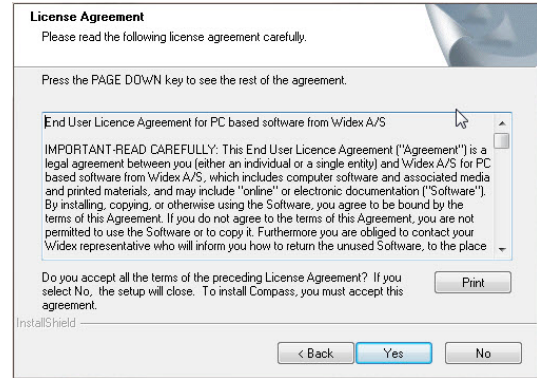 License Agreement
Please read the following license agreement carefully.
Press the PAGE DOWN key to see the rest of the agreement.
End User Licence Agreement for PC based software from Widex A/S
IMPORTANT-READ CAREFULLY: This End User Licence Agreement ("Agreement") is a
legal agreement between you (either an individual or a single entity) and Widex A/S for PC
based software from Widex A/S, which includes computer software and associated media
and printed materials, and may include "online" or electronic documentation ("Software").
By installing, copying, or otherwise using the Software, you agree to be bound by the
terms of this Agreement. If you do not agree to the terms of this Agreement, you are not
permitted to use the Software or to copy it. Furthermore you are obliged to contact your
Widex representative who will inform you how to return the unused Software, to the place
Do you accept all the terms of the preceding License Agreement? If you
select No, the setup will close. To install Compass, you must accept this
agreement.
Print
InstallShield
< Back
Yes
No